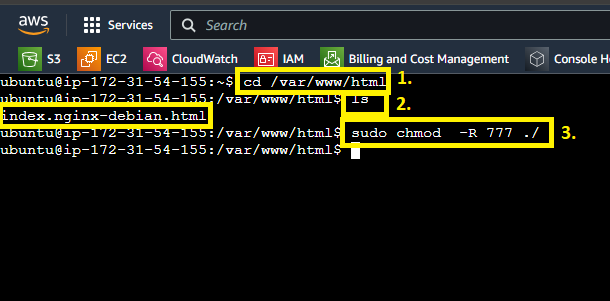 aws
Services
Search
S3 EC2 CloudWatch IAM Billing and Cost Management Console Ho
ubuntu@ip-172-31-54-155:~$ cd /var/www/html 1.
ubuntu@ip-172-31-54-155:/var/www/html$ ls
2.
index.nginx-debian.html
ubuntu@ip-172-31-54-155:/var/www/html$ sudo chmod  -R 777 ./ 3.
ubuntu@ip-172-31-54-155:/var/www/html$